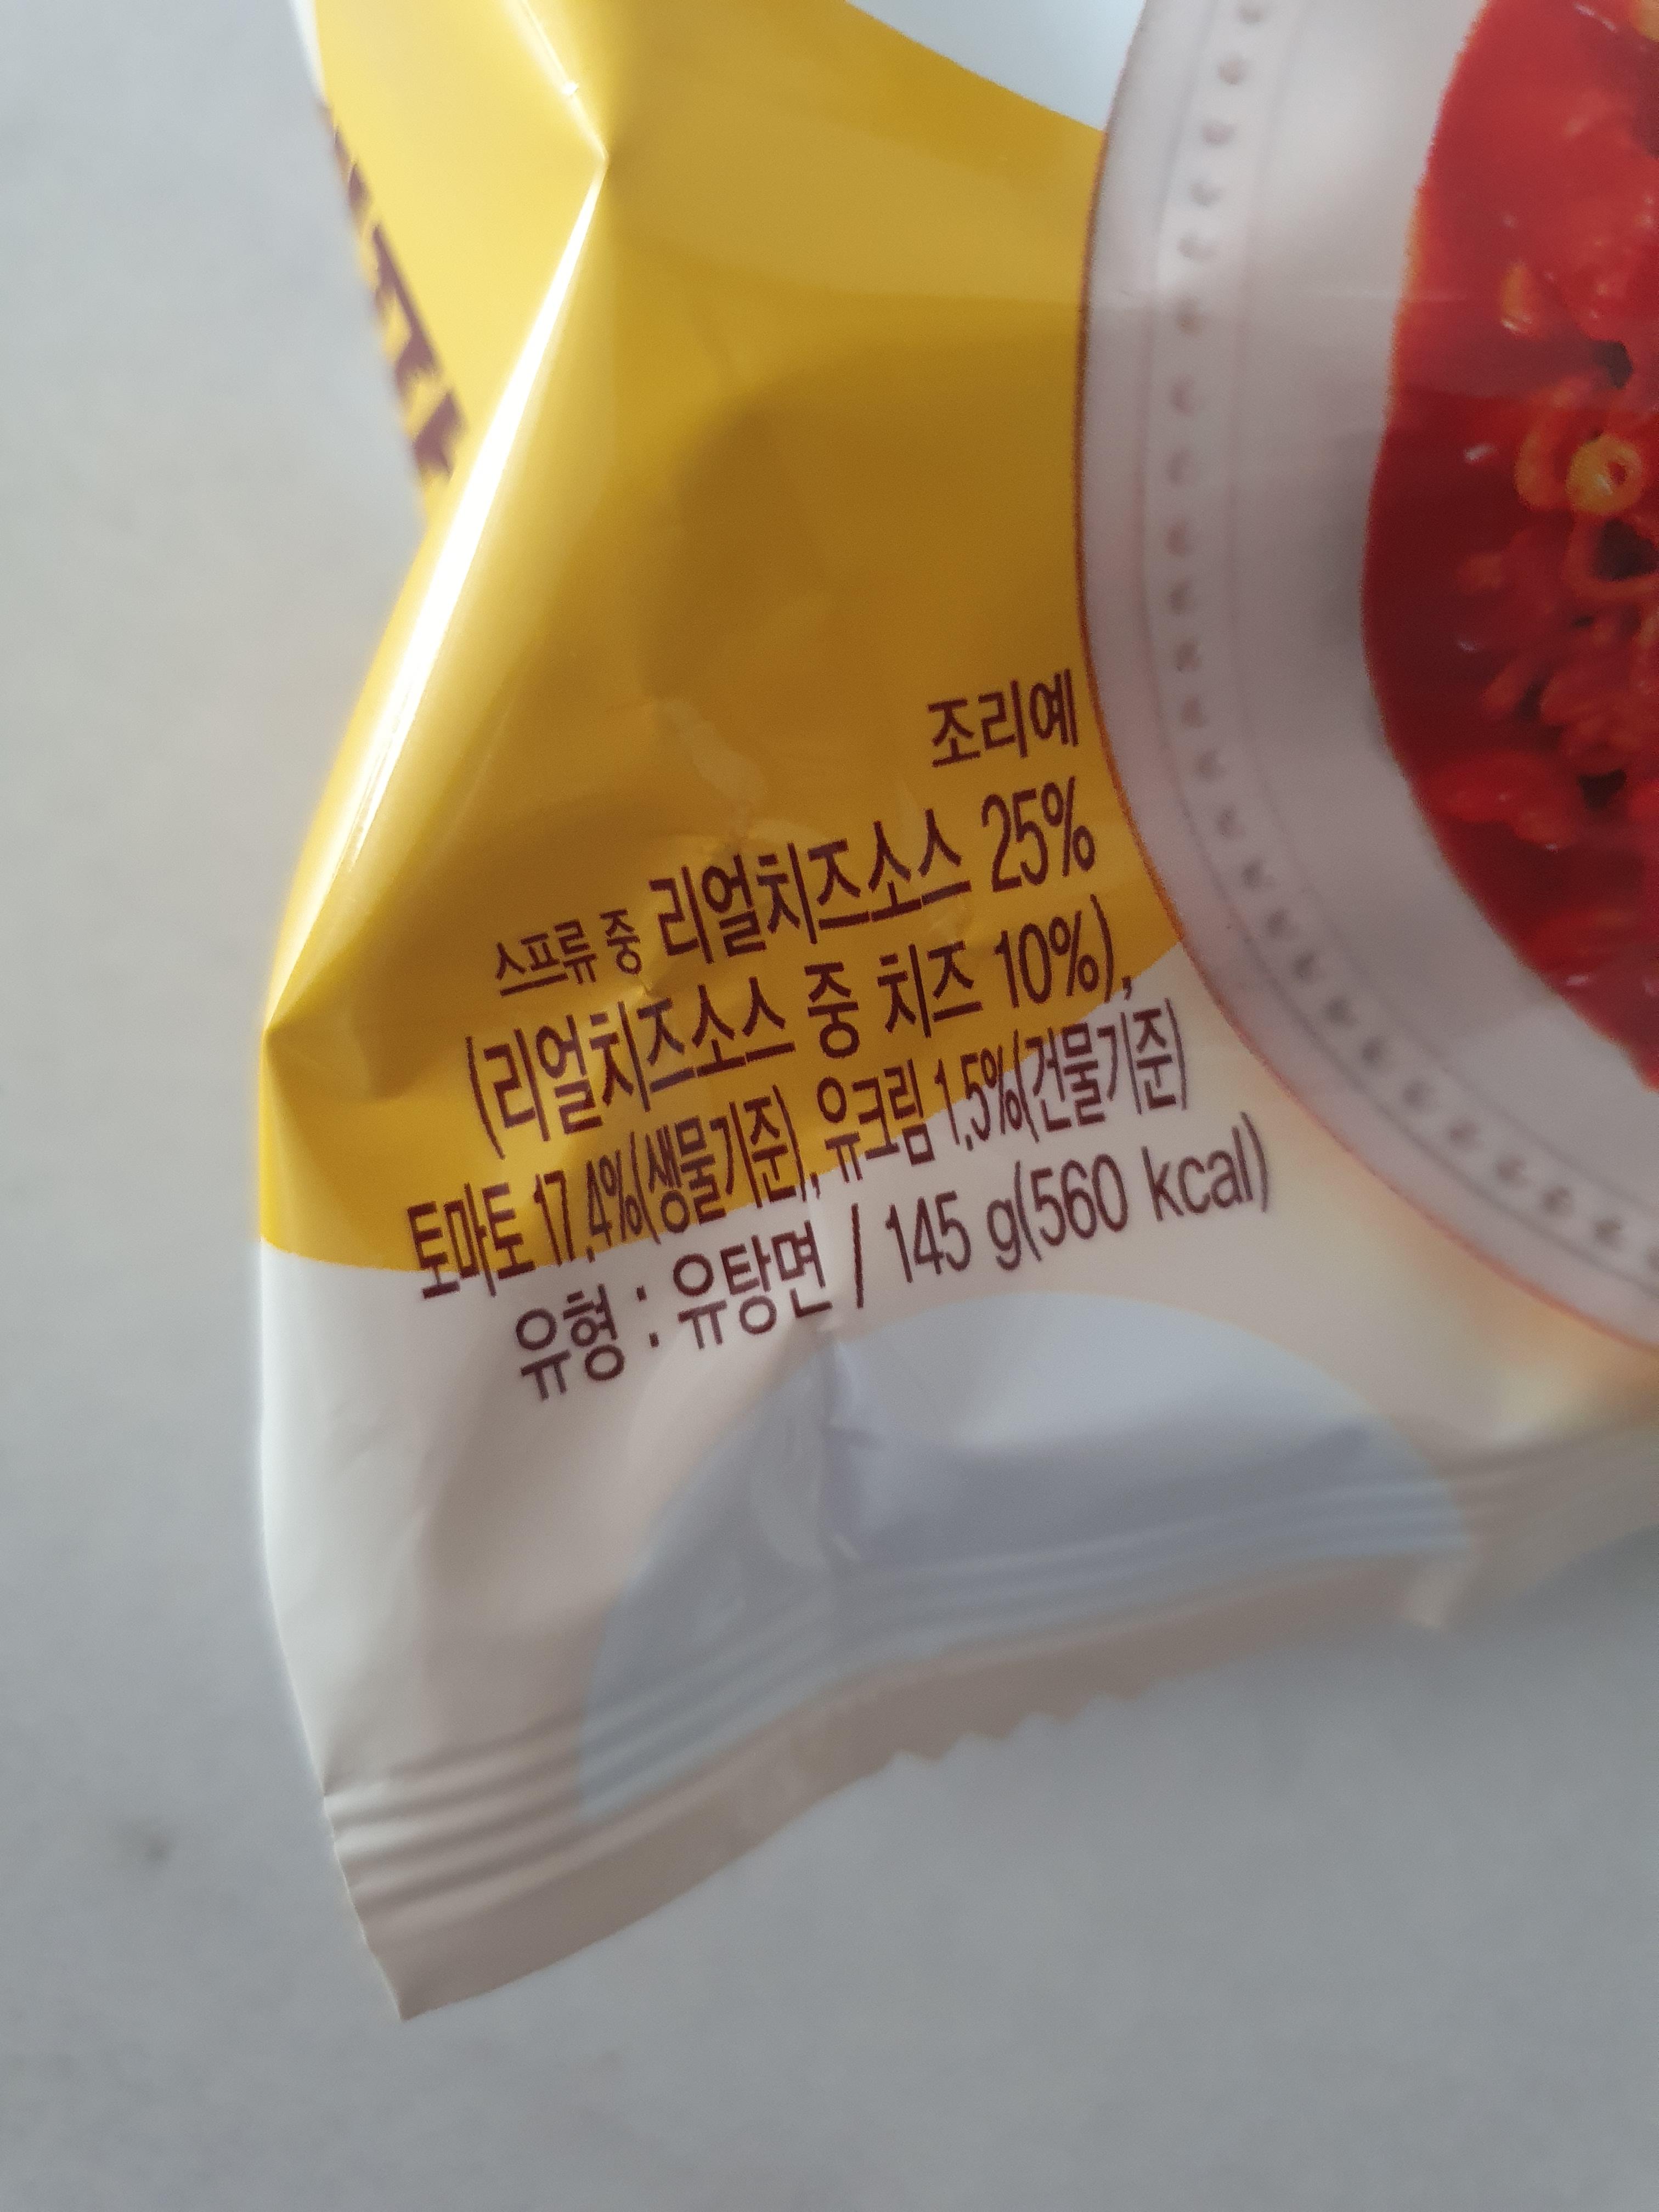 조리예
스프류 중 리얼치즈소스 25%
(리얼치즈소스 중 치즈 10%),
토마토 17.4%(생물기준), 유크림 1.5%(건물기준)
유형 : 유탕면 / 145 g(560 kcal)